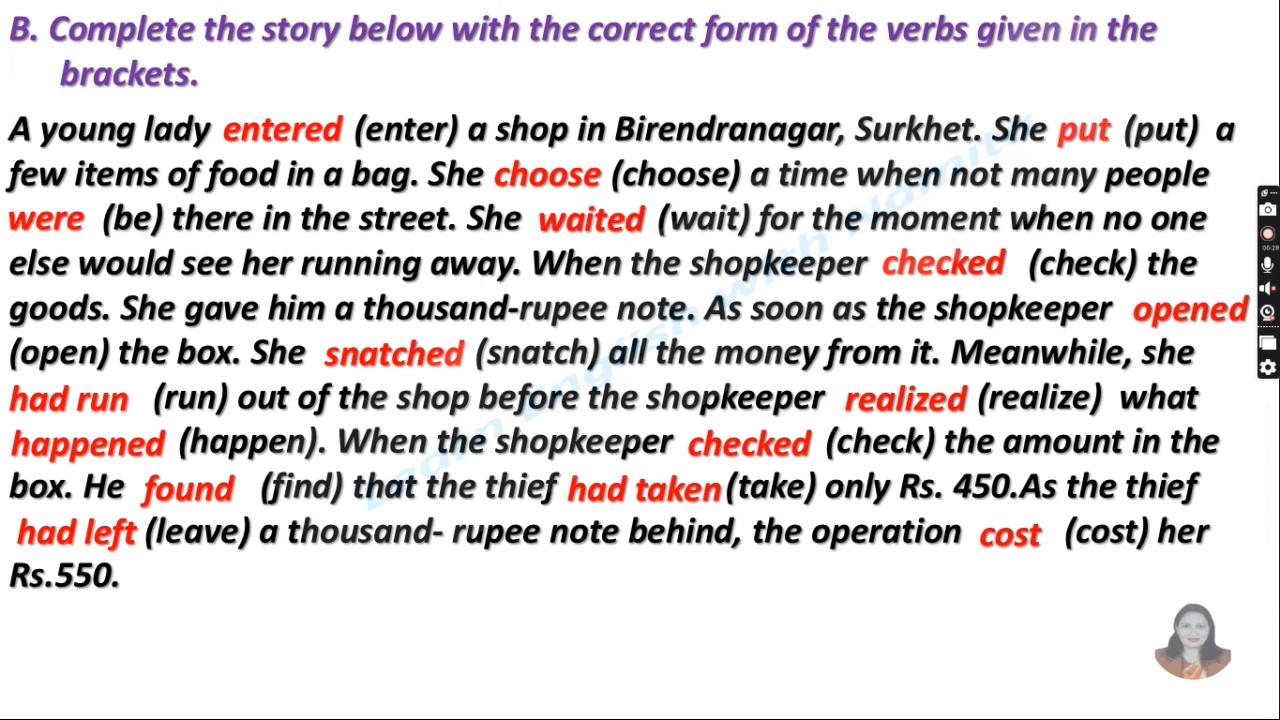 B. Complete the story below with the correct form of the verbs given in the
brackets.
A young lady entered (enter) a shop in Birendranagar, Surkhet. She put (put) a
few items of food in a bag. She choose (choose) a time when not many people
were (be) there in the street. She waited (wait) for the moment when no one
else would see her running away. When the shopkeeper checked (check) the
goods. She gave him a thousand-rupee note. As soon as the shopkeeper opened
(open) the box. She snatched (snatch) all the money from it. Meanwhile, she
had run (run) out of the shop before the shopkeeper realized (realize) what
happened (happen). When the shopkeeper checked (check) the amount in the
box. He found (find) that the thief had taken (take) only Rs. 450.As the thief
had left (leave) a thousand- rupee note behind, the operation cost (cost) her
Rs.550.
Learn English with Namita
06:28